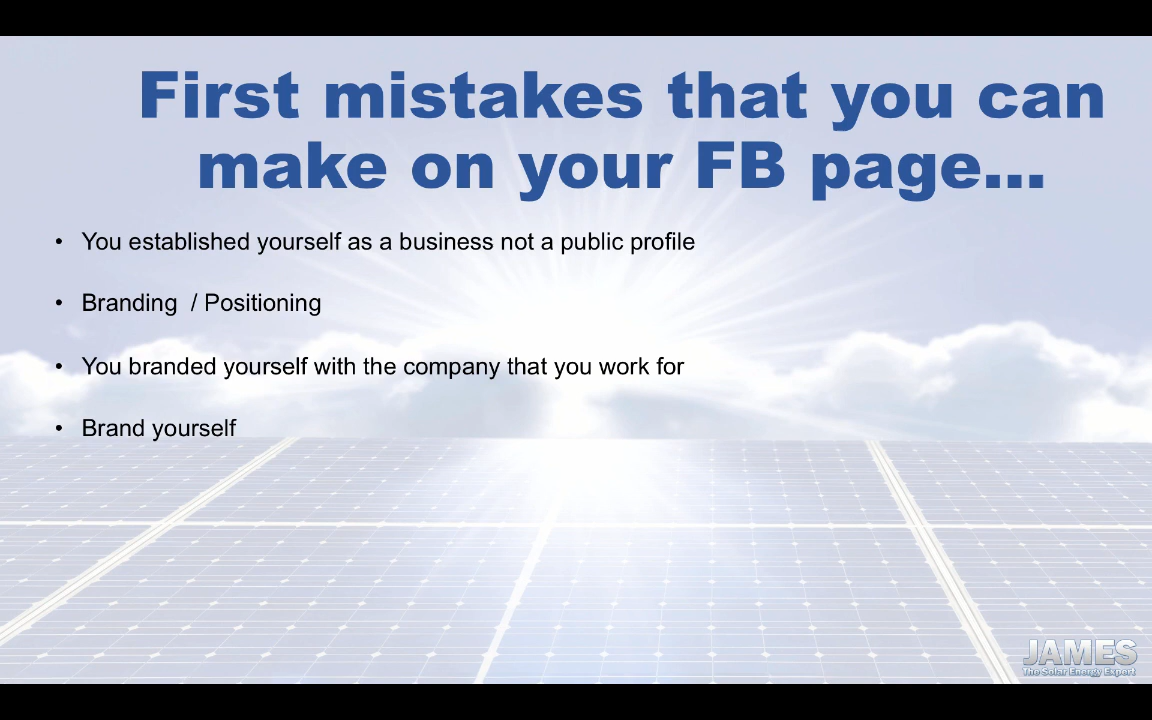 First mistakes that you can
make on your FB page...
• You established yourself as a business not a public profile
• Branding / Positioning
• You branded yourself with the company that you work for
• Brand yourself
JAMES
The Solar Energy Expert